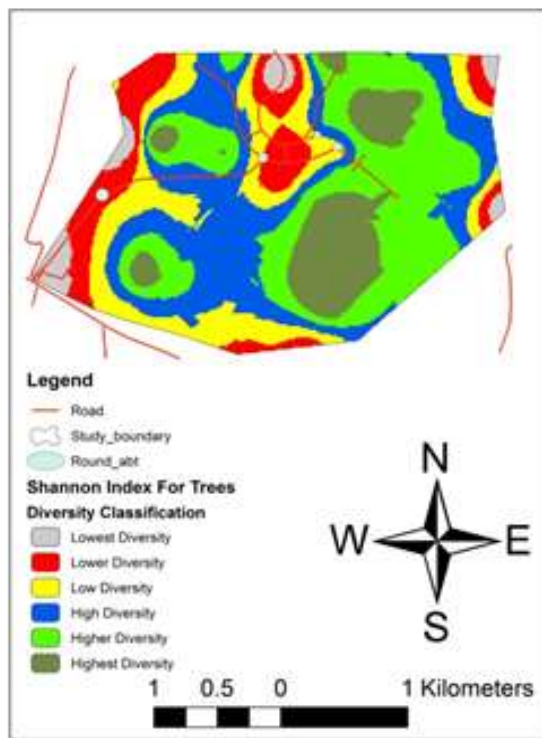 Legend
Road
Study_boundary
Round_abt
Shannon Index For Trees
Diversity Classification
Lowest Diversity
Lower Diversity
Low Diversity
High Diversity
Higher Diversity
Highest Diversity
N
W E
S
1 0.5 0 1 Kilometers